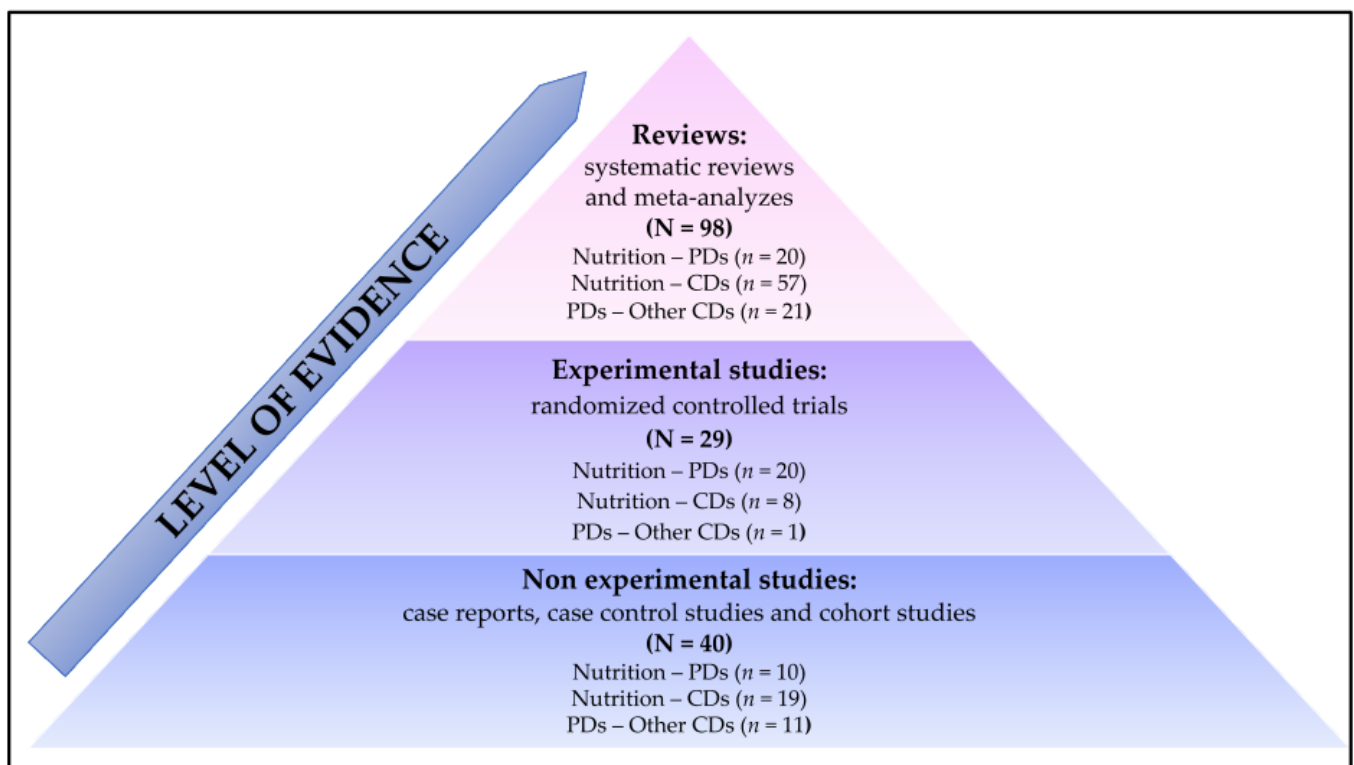 LEVEL OF EVIDENCE
Reviews:
systematic reviews
and meta-analyzes
(N = 98)
Nutrition – PDs (n = 20)
Nutrition – CDs (n = 57)
PDs – Other CDs (n = 21)
Experimental studies:
randomized controlled trials
(N = 29)
Nutrition – PDs (n = 20)
Nutrition – CDs (n = 8)
PDs – Other CDs (n = 1)
Non experimental studies:
case reports, case control studies and cohort studies
(N = 40)
Nutrition – PDs (n = 10)
Nutrition – CDs (n = 19)
PDs – Other CDs (n = 11)